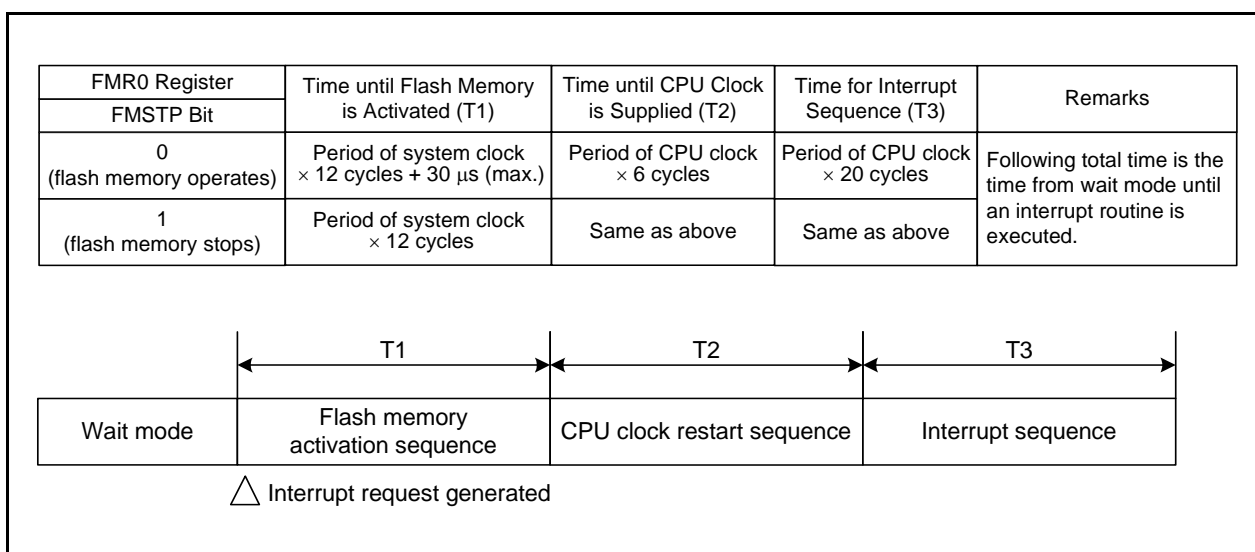 FMR0 Register
FMSTP Bit
Time until Flash Memory
is Activated (T1)
Time until CPU Clock
is Supplied (T2)
Time for Interrupt
Sequence (T3)
Remarks
0
(flash memory operates)
Period of system clock
× 12 cycles + 30 μs (max.)
Period of CPU clock
× 6 cycles
Period of CPU clock
× 20 cycles
Following total time is the
time from wait mode until
an interrupt routine is
executed.
1
(flash memory stops)
Period of system clock
× 12 cycles
Same as above
Same as above
T1
T2
T3
Wait mode
Flash memory
activation sequence
CPU clock restart sequence
Interrupt sequence
Interrupt request generated